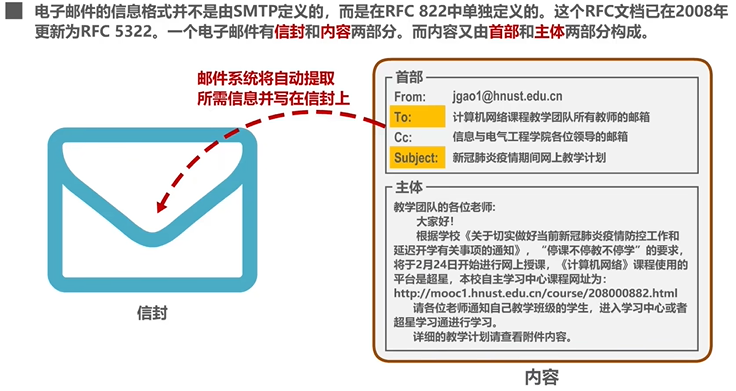 电子邮件的信息格式并不是由SMTP定义的，而是在RFC 822中单独定义的。这个RFC文档已在2008年
更新为RFC 5322。一个电子邮件有信封和内容两部分。而内容又由首部和主体两部分构成。
邮件系统将自动提取
所需信息并写在信封上
信封
首部
From: jgao1@hnust.edu.cn
To: 计算机网络课程教学团队所有教师的邮箱
Cc: 信息与电气工程学院各位领导的邮箱
Subject: 新冠肺炎疫情期间网上教学计划
主体
教学团队的各位老师：
大家好！
根据学校《关于切实做好当前新冠肺炎疫情防控工作和
延迟开学有关事项的通知》，“停课不停教不停学”的要求，
将于2月24日开始进行网上授课，《计算机网络》课程使用的
平台是超星，本校自主学习中心课程网址为：
http://mooc1.hnust.edu.cn/course/208000882.html
请各位老师通知自己教学班级的学生，进入学习中心或者
超星学习通进行学习。
详细的教学计划请查看附件内容。
内容